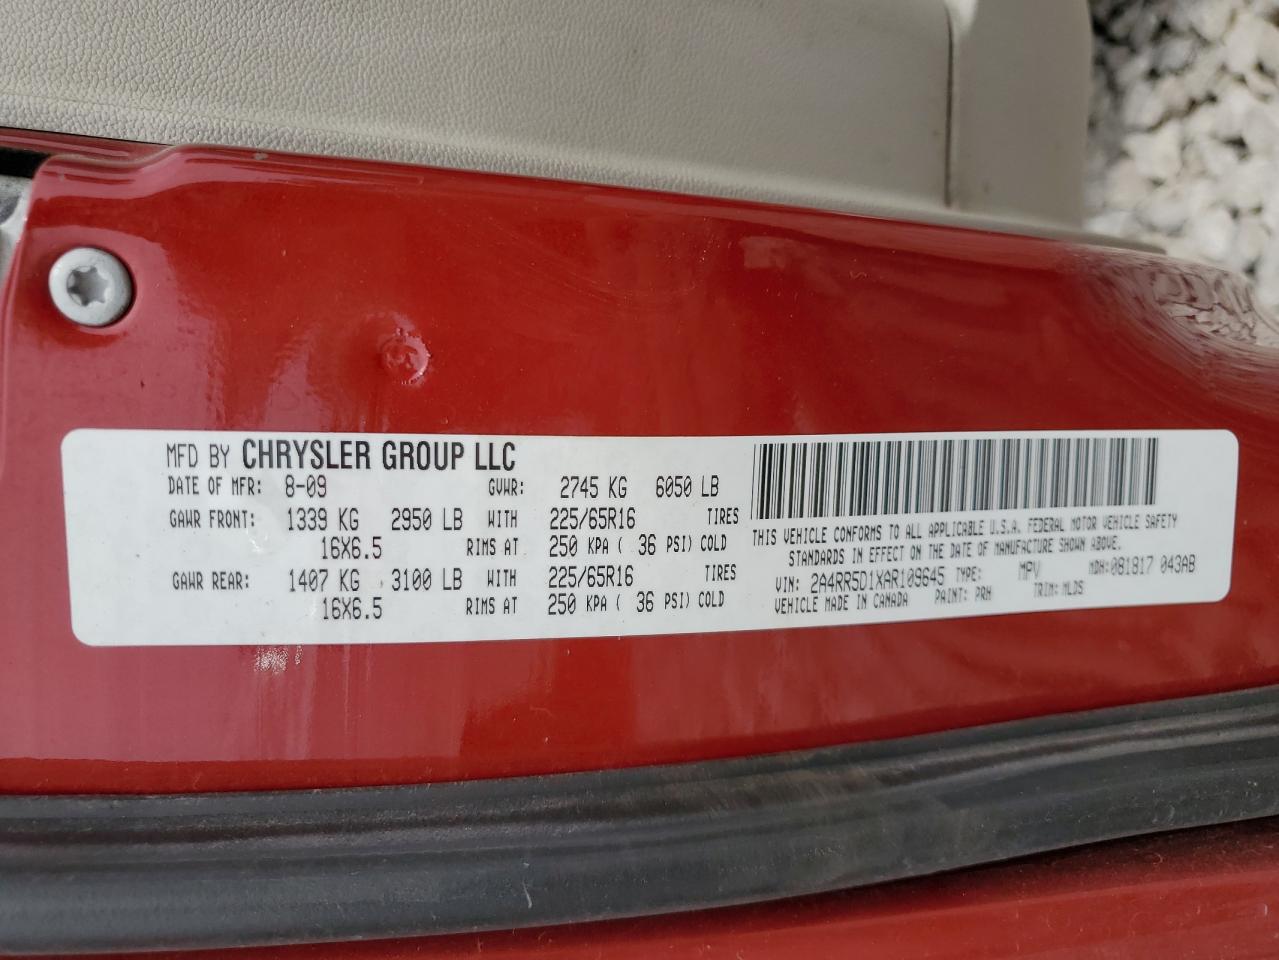 MFD BY CHRYSLER GROUP LLC
DATE OF MFR: 8-09 GVWR: 2745 KG 6050 LB
GAWR FRONT: 1339 KG 2950 LB WITH 225/65R16 TIRES
16X6.5 RIMS AT 250 KPA ( 36 PSI) COLD
GAWR REAR: 1407 KG 3100 LB WITH 225/65R16 TIRES
16X6.5 RIMS AT 250 KPA ( 36 PSI) COLD
THIS VEHICLE CONFORMS TO ALL APPLICABLE U.S.A. FEDERAL MOTOR VEHICLE SAFETY
STANDARDS IN EFFECT ON THE DATE OF MANUFACTURE SHOWN ABOVE.
VIN: 2A4RR5D1XAR109645 TYPE: MPV MDH: 081817 043AB
VEHICLE MADE IN CANADA PAINT: PRH TRIM: MLDS